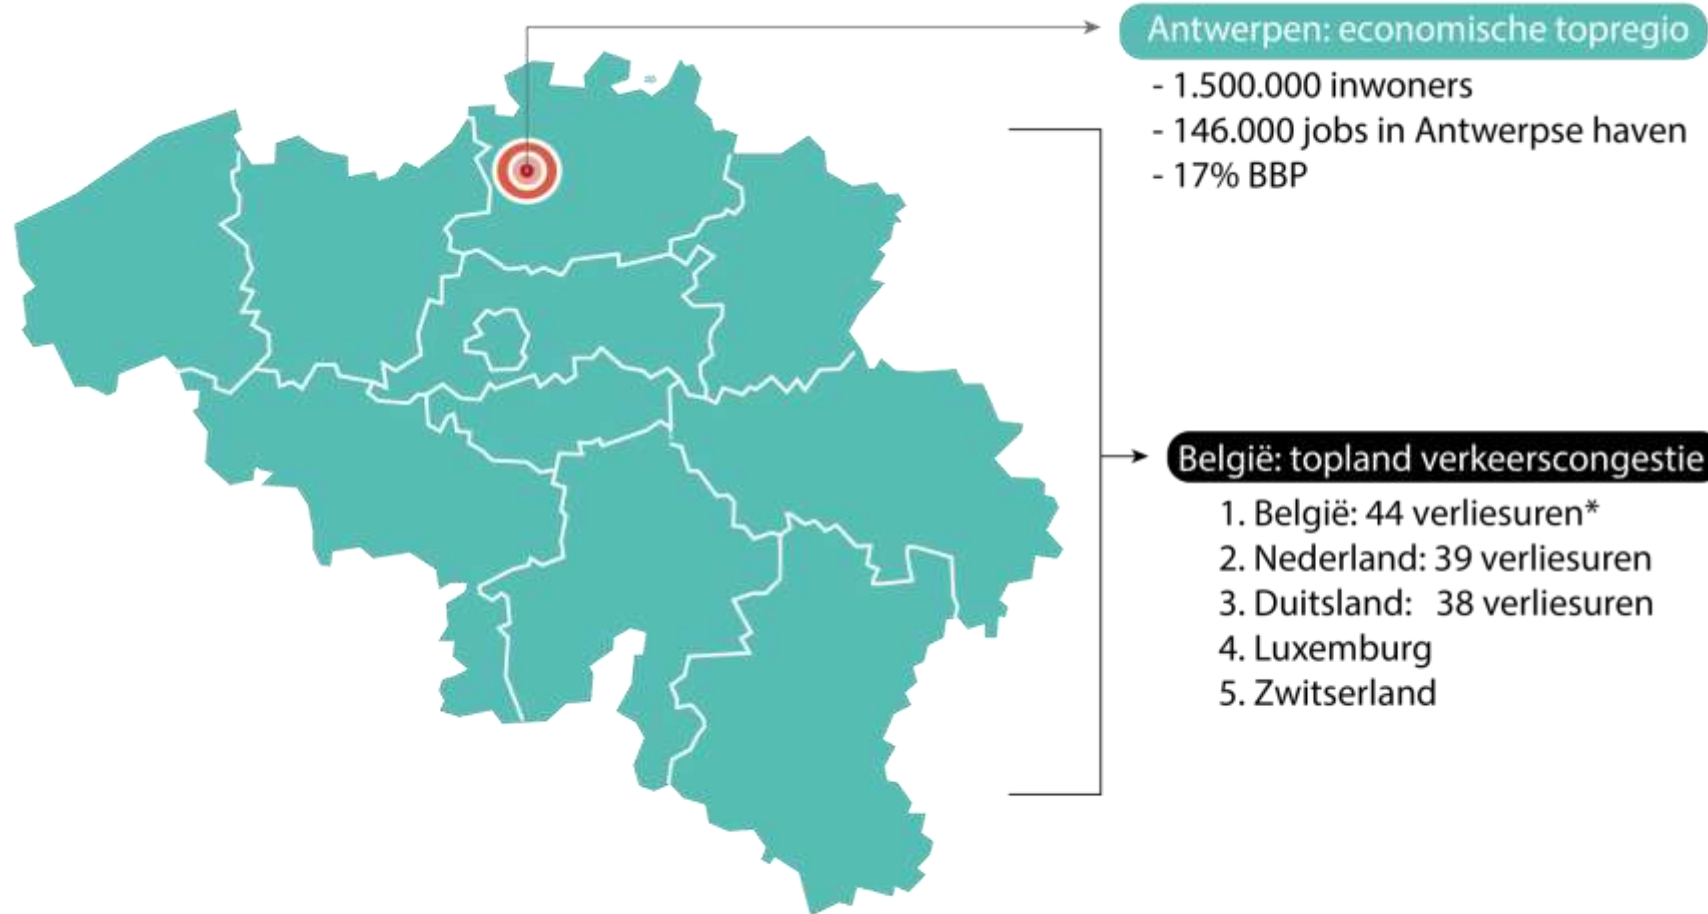 Antwerpen: economische topregio
- 1.500.000 inwoners
- 146.000 jobs in Antwerpse haven
- 17% BBP
België: topland verkeerscongestie
1. België: 44 verliesuren*
2. Nederland: 39 verliesuren
3. Duitsland: 38 verliesuren
4. Luxemburg
5. Zwitserland